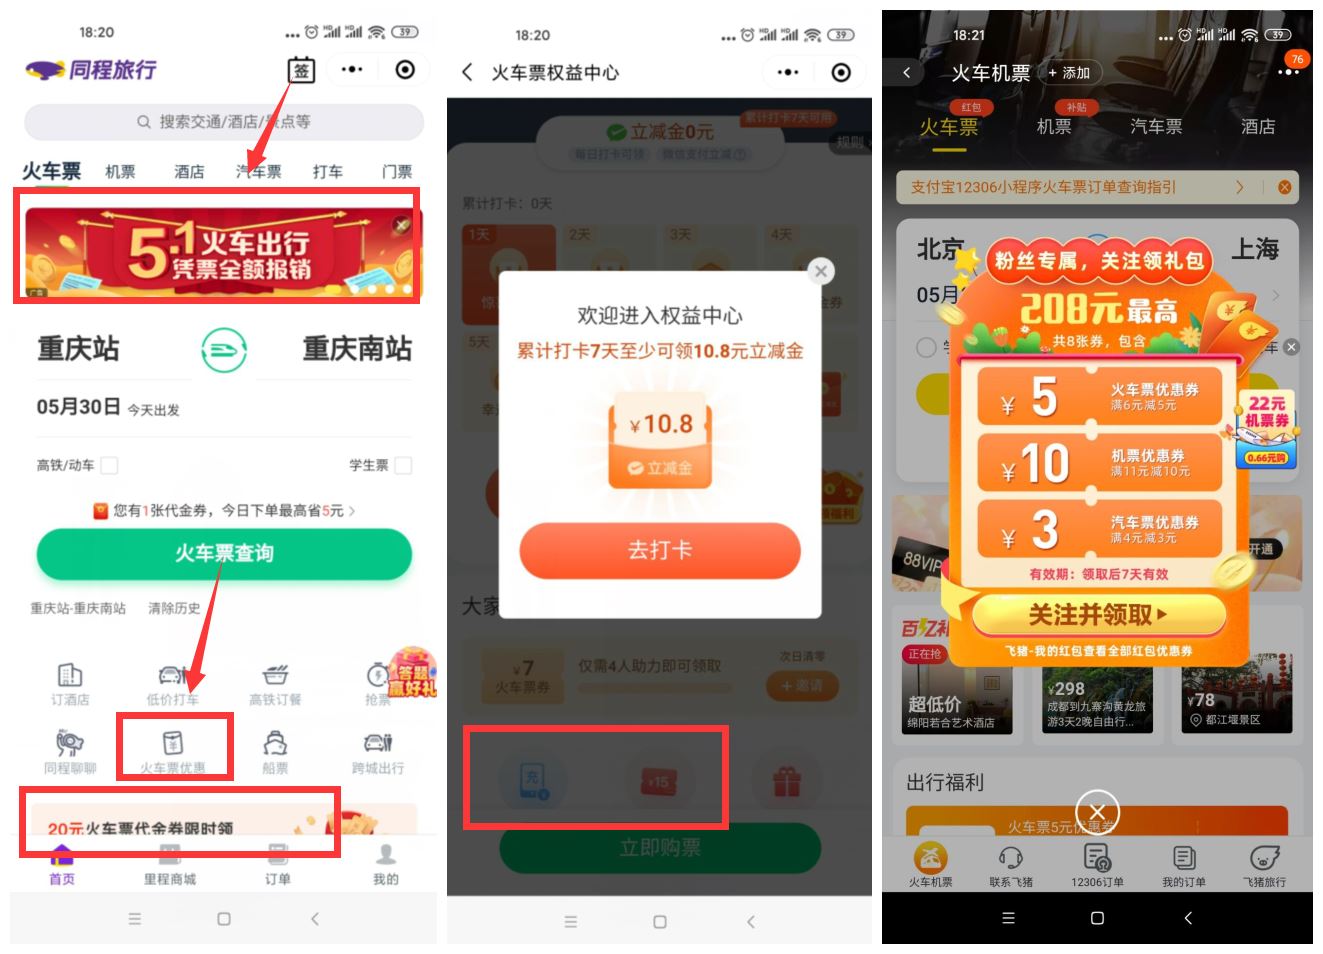 18:20
39
同程旅行
签
搜索交通/酒店/景点等
火车票 机票 酒店 汽车票 打车 门票
5.1火车出行
凭票全额报销
广告
重庆站 重庆南站
05月30日 今天出发
高铁/动车 学生票
您有1张代金券，今日下单最高省5元 >
火车票查询
重庆站-重庆南站 清除历史
订酒店 低价打车 高铁订餐 抢票
答题
赢好礼
同程聊聊 火车票优惠 船票 跨城出行
20元火车票代金券限时领
首页 里程商城 订单 我的
18:20
39
火车票权益中心
累计打卡7天可用
立减金0元
规则
每日打卡可领 微信支付立减
累计打卡：0天
1天 2天 3天 4天
5天
欢迎进入权益中心
累计打卡7天至少可领10.8元立减金
¥10.8
立减金
去打卡
大家
¥7
火车票券
仅需4人助力即可领取
次日清零
+邀请
充
¥15
立即购票
18:21
39
火车机票
+ 添加
76
红包 补贴
火车票 机票 汽车票 酒店
支付宝12306小程序火车票订单查询指引
北京 上海
05月
粉丝专属，关注领礼包
208元最高
共8张券，包含
¥5 火车票优惠券
满6元减5元
¥10 机票优惠券
满11元减10元
¥3 汽车票优惠券
满4元减3元
有效期：领取后7天有效
关注并领取
飞猪-我的红包查看全部红包优惠券
22元
机票券
0.66元购
88VIP
开通
百亿补
正在抢
超低价
绵阳若合艺术酒店
¥298
成都到九寨沟黄龙旅
游3天2晚自由行...
¥78
都江堰景区
出行福利
火车票5元优惠券
火车机票 联系飞猪 12306订单 我的订单 飞猪旅行